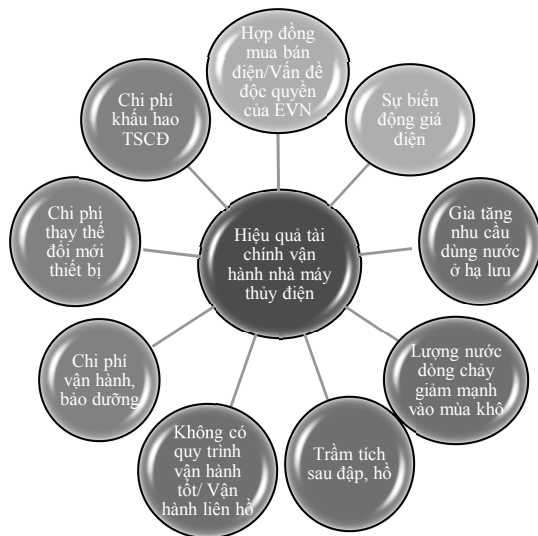 Hợp đồng
mua bán
điện/Vấn đề
độc quyền
của EVN
Sự biến
động giá
điện
Gia tăng
nhu cầu
dùng nước
ở hạ lưu
Lượng nước
dòng chảy
giảm mạnh
vào mùa khô
Trầm tích
sau đập, hồ
Không có
quy trình
vận hành
tốt/ Vận
hành liên hồ
Chi phí
vận hành,
bảo dưỡng
Chi phí
thay thế
đổi mới
thiết bị
Chi phí
khấu hao
TSCĐ
Hiệu quả tài
chính vận
hành nhà máy
thủy điện